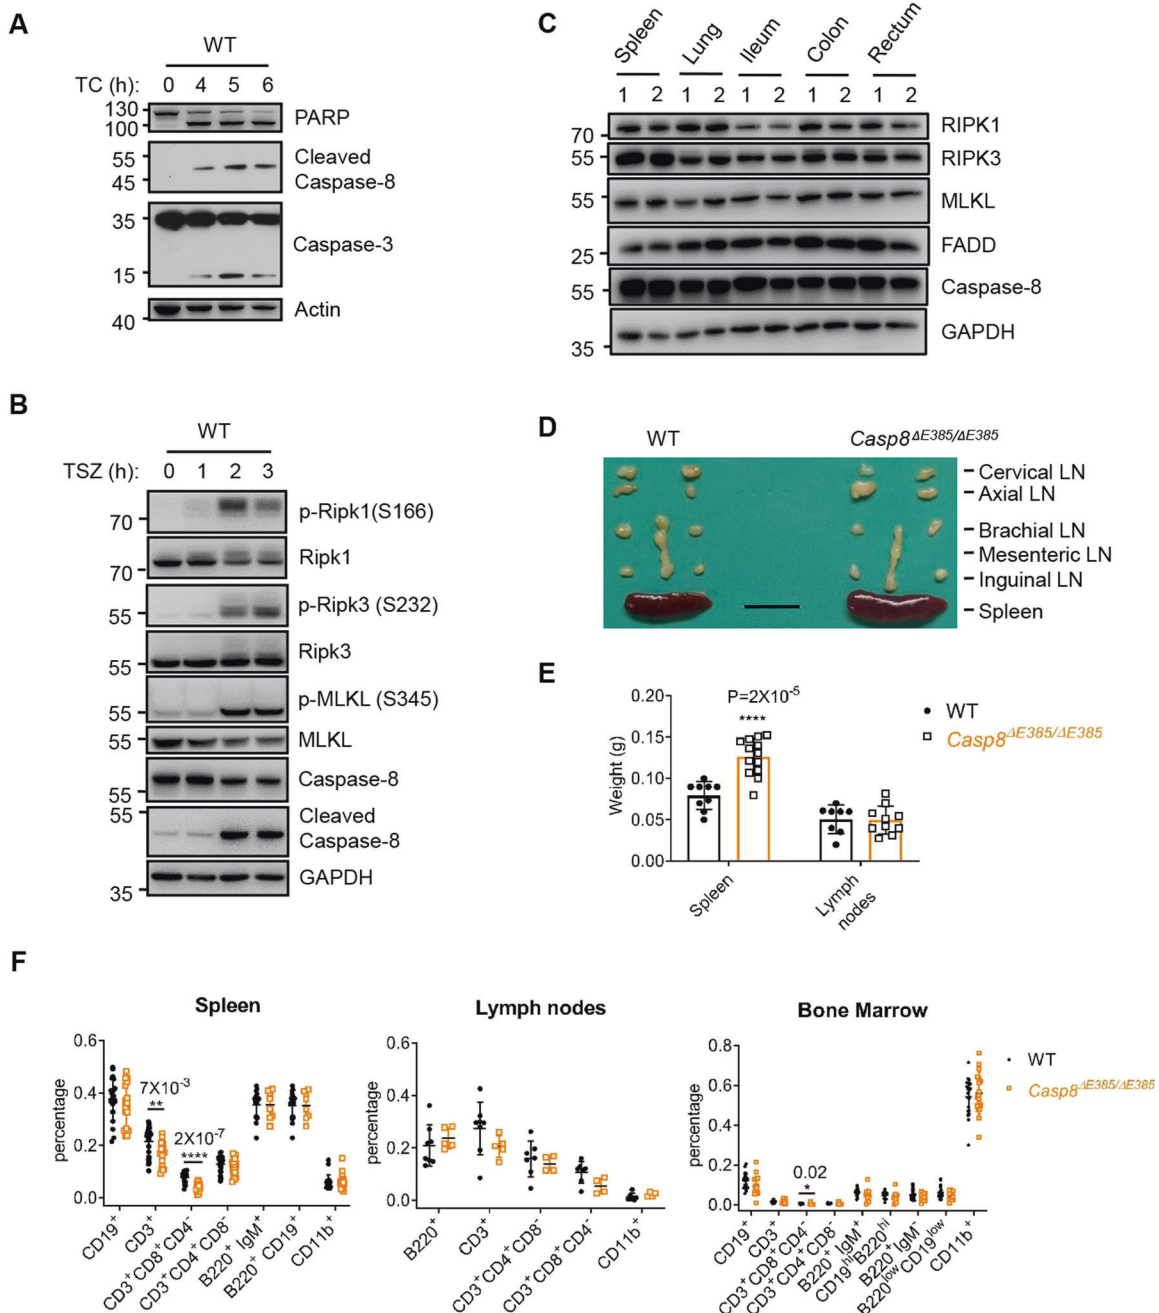 A
WT
TC (h): 0 4 5 6
130
100
PARP
55
45
Cleaved
Caspase-8
35
15
Caspase-3
40
Actin
B
WT
TSZ (h): 0 1 2 3
70
p-Ripk1(S166)
70
Ripk1
55
p-Ripk3 (S232)
55
Ripk3
55
p-MLKL (S345)
55
MLKL
55
Caspase-8
55
Cleaved
Caspase-8
35
GAPDH
C
Spleen Lung Ileum Colon Rectum
1 2 1 2 1 2 1 2 1 2
70
RIPK1
55
RIPK3
55
MLKL
25
FADD
55
Caspase-8
35
GAPDH
D
WT
Casp8ΔE385/ΔE385
Cervical LN
Axial LN
Brachial LN
Mesenteric LN
Inguinal LN
Spleen
E
P=2X10-5
****
0.20
0.15
0.10
0.05
0.00
Weight (g)
Spleen
Lymph
nodes
WT
Casp8ΔE385/ΔE385
F
Spleen
percentage
0.6
0.4
0.2
0.0
7X10-3
**
2X10-7
****
CD19+
CD3+
CD3+CD8+CD4-
CD3+CD4+CD8-
B220+ IgM+
B220+ CD19+
CD11b+
Lymph nodes
percentage
0.6
0.4
0.2
0.0
B220+
CD3+
CD3+CD4+CD8-
CD3+CD8+CD4-
CD11b+
Bone Marrow
percentage
0.8
0.6
0.4
0.2
0.0
0.02
*
CD19+
CD3+
CD3+CD8+CD4-
CD3+CD4+CD8-
B220+ IgM+
CD19hiB220hi
B220+IgM-
B220lowCD19low
CD11b+
WT
Casp8ΔE385/ΔE385